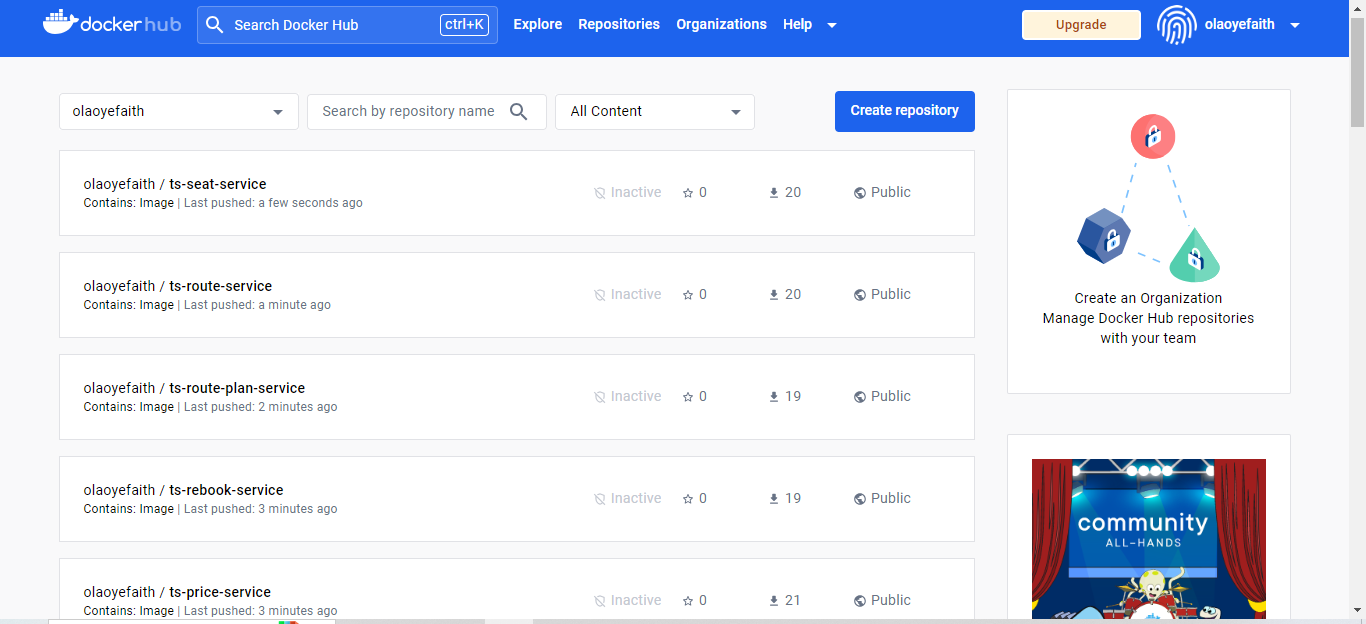 docker hub
Search Docker Hub
ctrl+K
Explore
Repositories
Organizations
Help
Upgrade
olaoyefaith
olaoyefaith
Search by repository name
All Content
Create repository
olaoyefaith / ts-seat-service
Contains: Image | Last pushed: a few seconds ago
Inactive
0
20
Public
olaoyefaith / ts-route-service
Contains: Image | Last pushed: a minute ago
Inactive
0
20
Public
olaoyefaith / ts-route-plan-service
Contains: Image | Last pushed: 2 minutes ago
Inactive
0
19
Public
olaoyefaith / ts-rebook-service
Contains: Image | Last pushed: 3 minutes ago
Inactive
0
19
Public
olaoyefaith / ts-price-service
Contains: Image | Last pushed: 3 minutes ago
Inactive
0
21
Public
Create an Organization
Manage Docker Hub repositories
with your team
community
ALL-HANDS